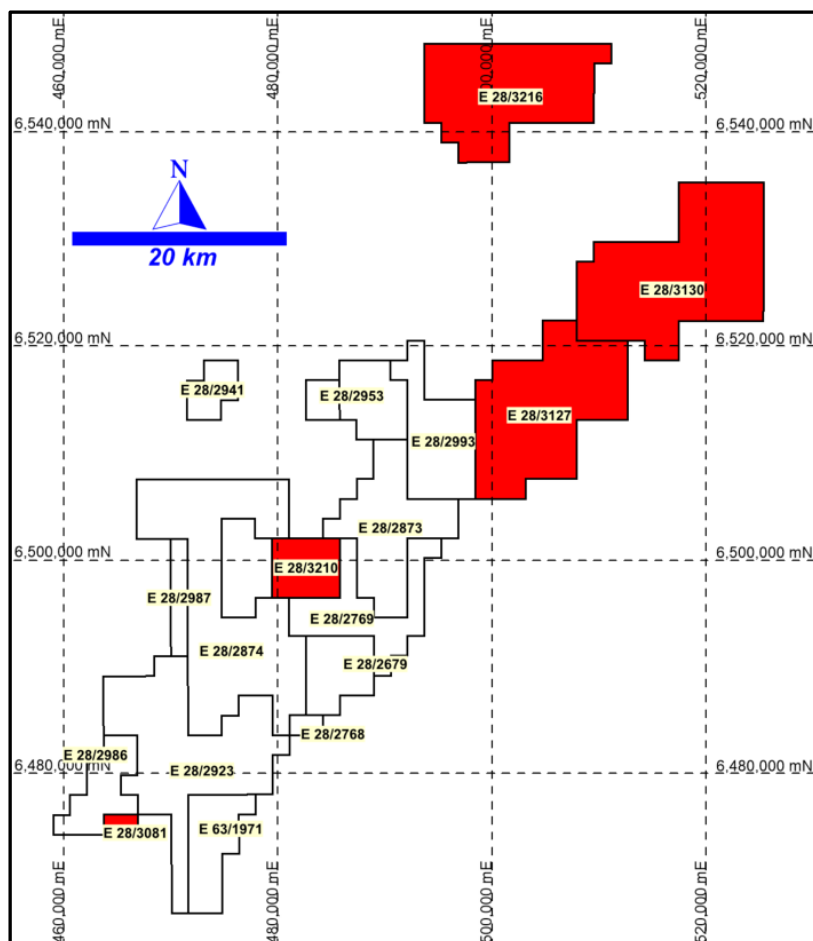 460,000 mE
480,000 mE
500,000 mE
520,000 mE
E 28/3216
6,540,000 mN
6,540,000 mN
N
20 km
E 28/3130
6,520,000 mN
6,520,000 mN
E 28/2941
E 28/2953
E 28/3127
E 28/2993
E 28/2873
6,500,000 mN
6,500,000 mN
E 28/3210
E 28/2987
E 28/2769
E 28/2874
E 28/2679
E 28/2768
E 28/2986
E 28/2923
6,480,000 mN
6,480,000 mN
E 28/3081
E 63/1971
460,000 mE
480,000 mE
500,000 mE
520,000 mE